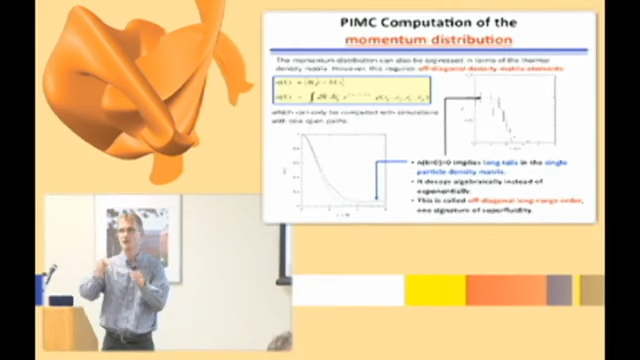 PIMC Computation of the
momentum distribution
The momentum distribution can also be expressed in terms of the thermal
density matrix. However, this requires off-diagonal density matrix elements.
which can only be computed with simulations
with one open paths.
implies long tails in the single
particle density matrix.
• It decays algebraically instead of
exponentially.
• This is called off-diagonal long-range order,
one signature of superfluidity.